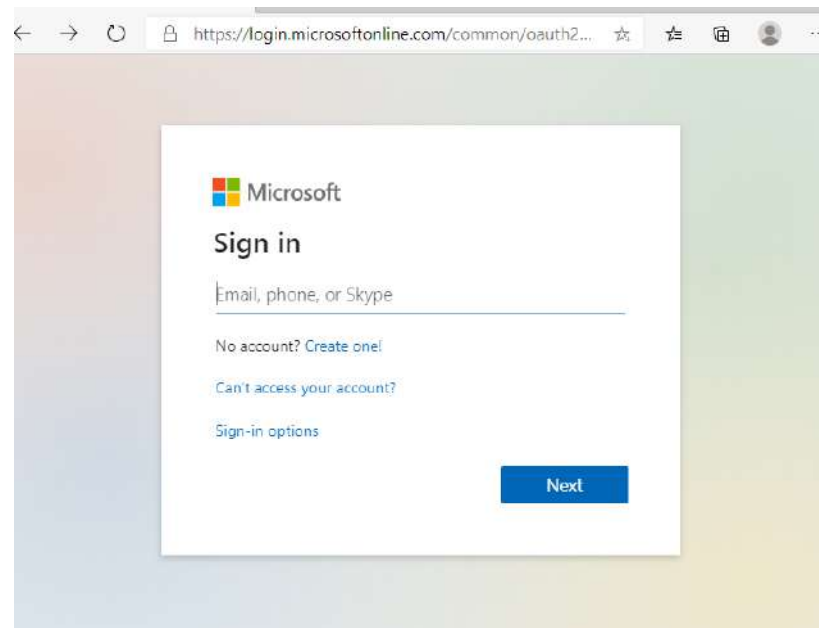 https://login.microsoftonline.com/common/oauth2...
Microsoft
Sign in
Email, phone, or Skype
No account? Create one!
Can't access your account?
Sign-in options
Next